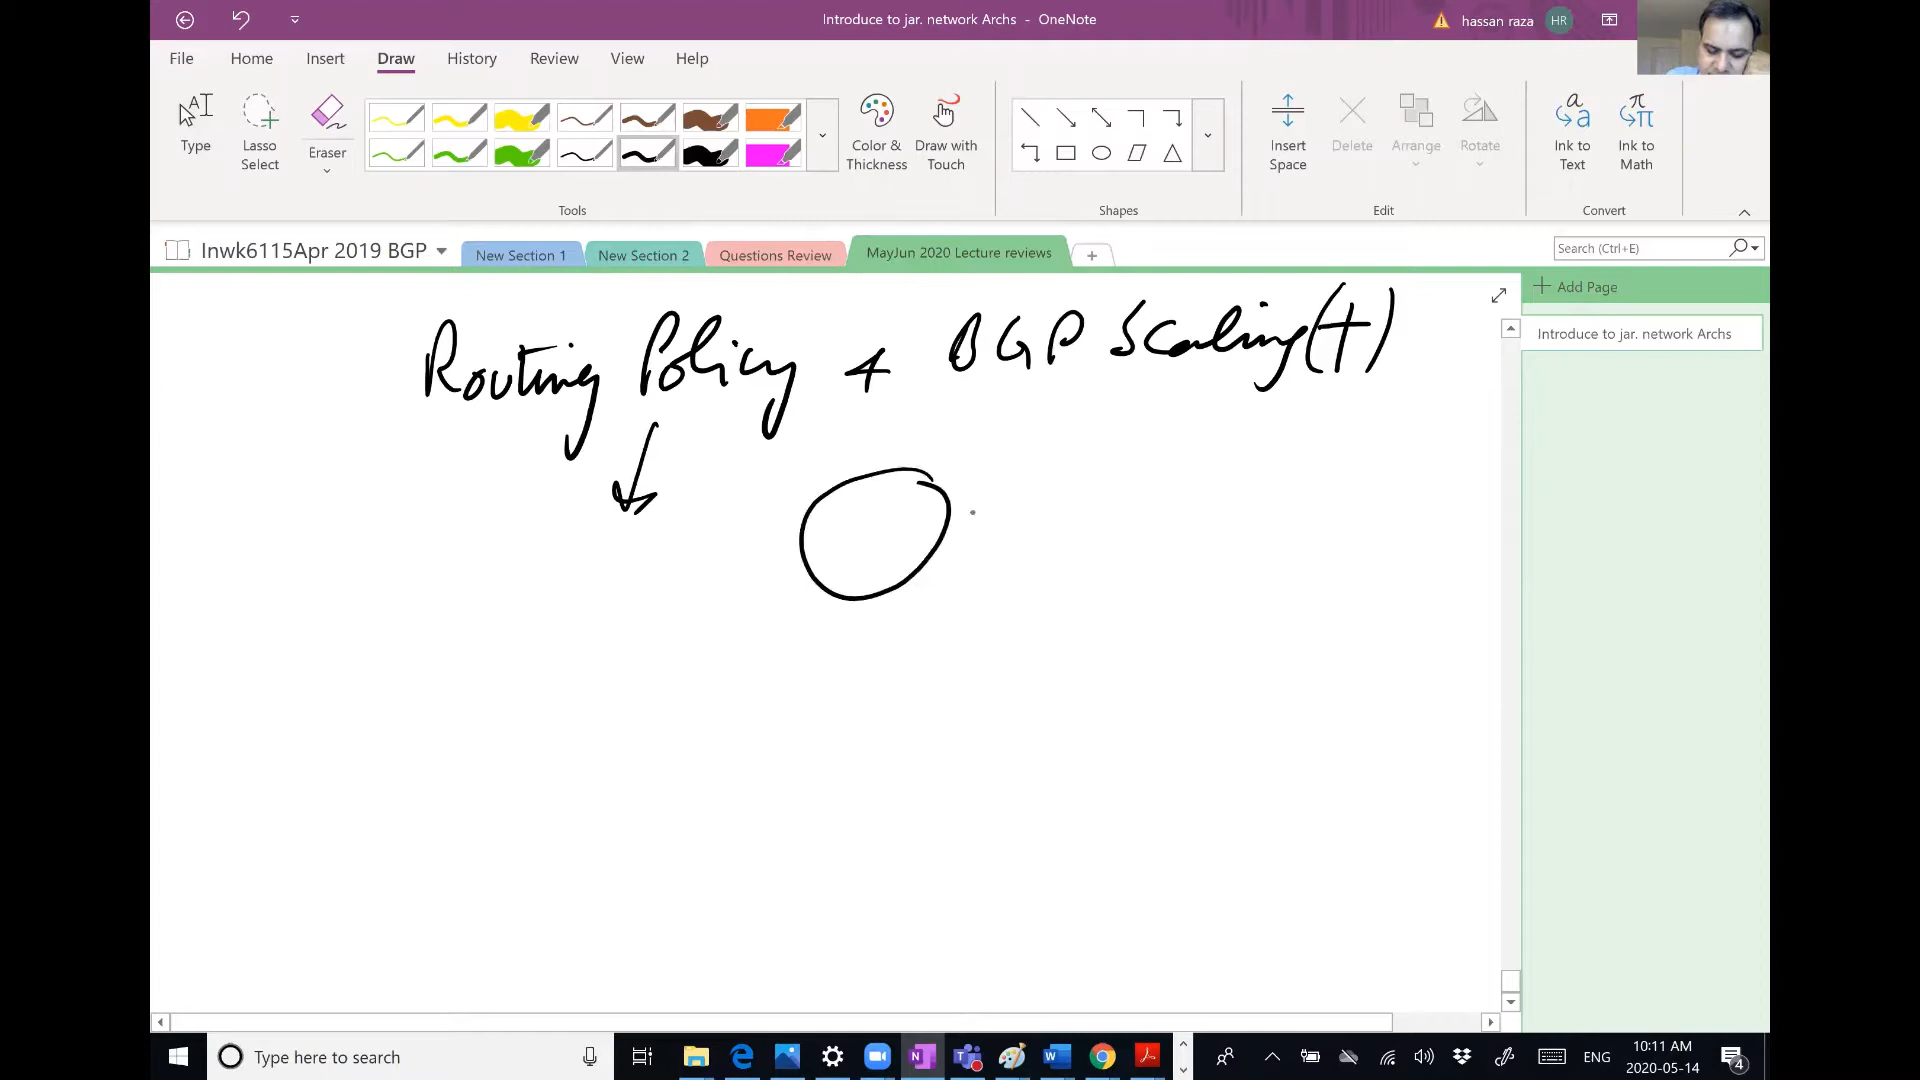 Introduce to jar. network Archs - OneNote
hassan raza HR
File Home Insert Draw History Review View Help
Type
Lasso Select
Eraser
Color & Thickness
Draw with Touch
Insert Space
Delete
Arrange
Rotate
Ink to Text
Ink to Math
Tools Shapes Edit Convert
Inwk6115Apr 2019 BGP
New Section 1
New Section 2
Questions Review
MayJun 2020 Lecture reviews
+
Search (Ctrl+E)
Add Page
Introduce to jar. network Archs
Routing Policy + BGP Scaling(+)
Type here to search
ENG
10:11 AM
2020-05-14
4